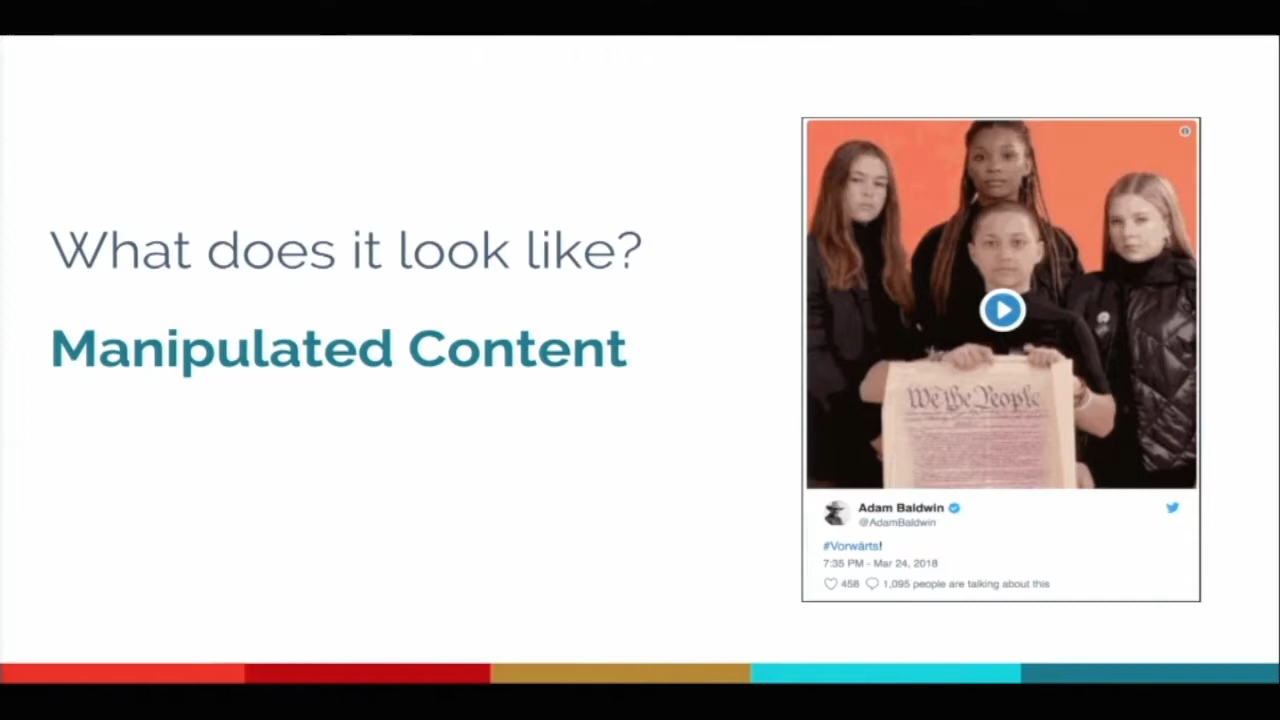 What does it look like?
Manipulated Content
We the People
Adam Baldwin
@AdamBaldwin
#Vorwärts!
7:35 PM - Mar 24, 2018
458 1,095 people are talking about this